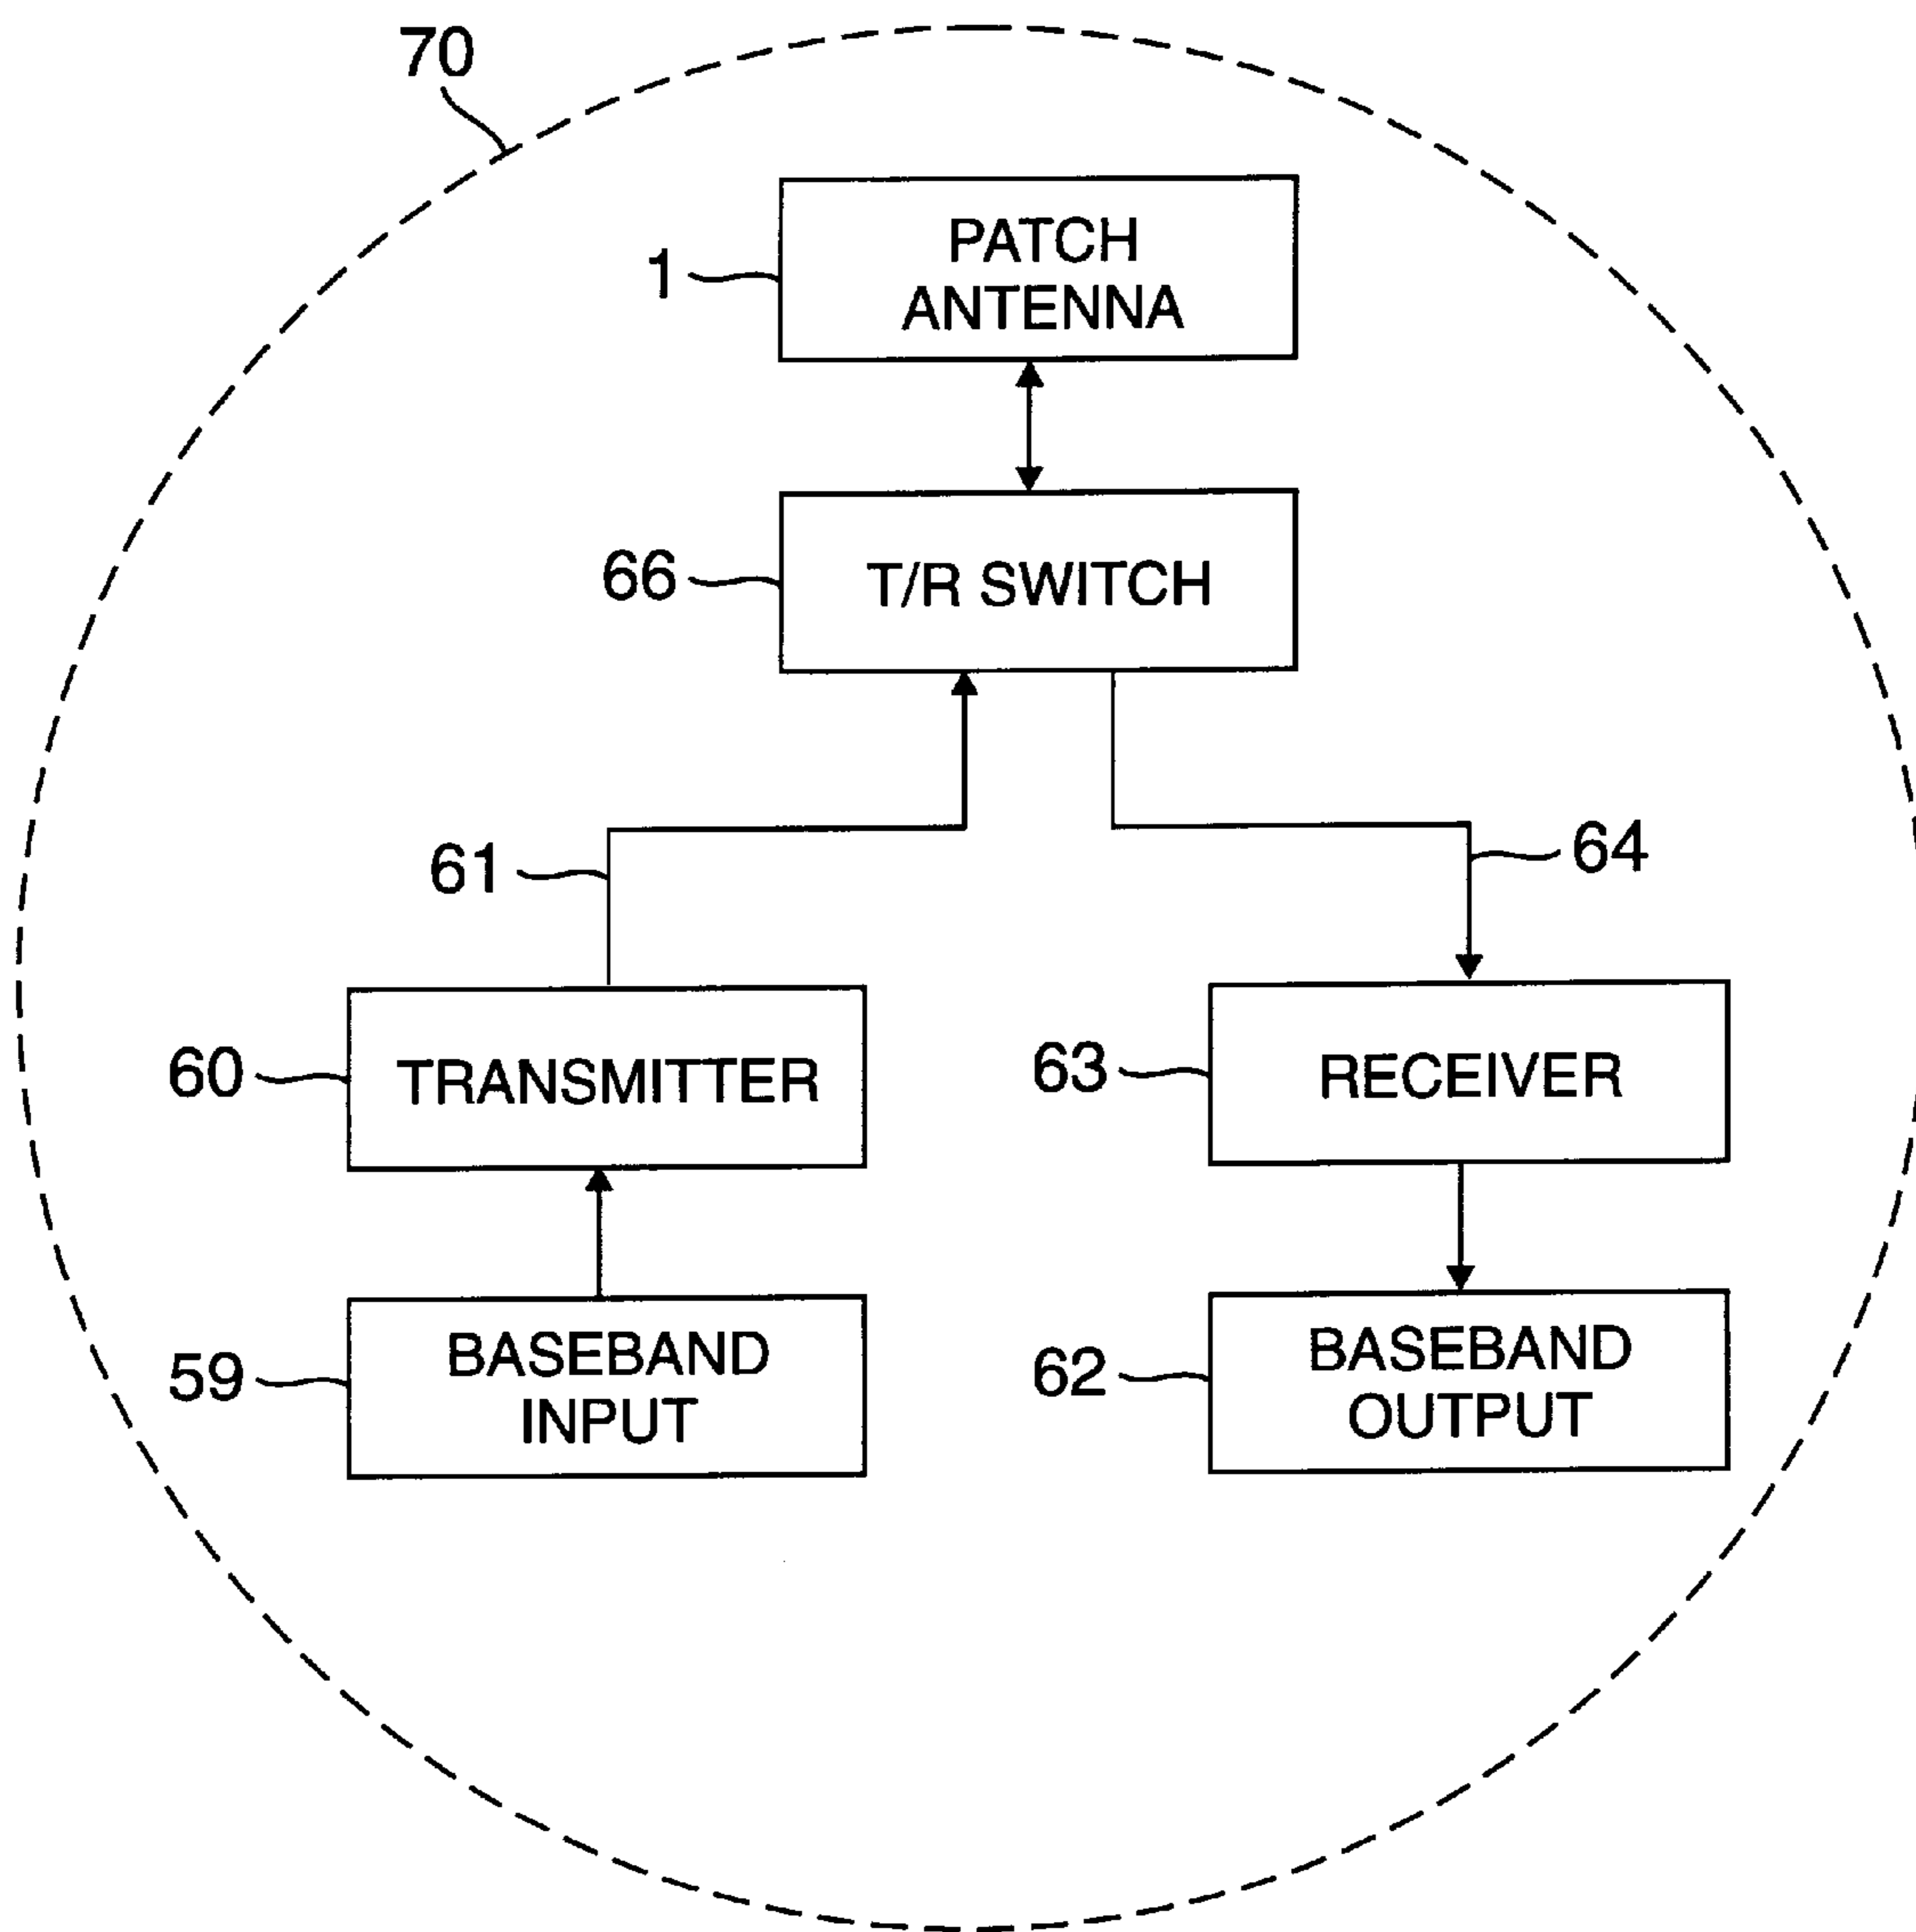 70
1
PATCH
ANTENNA
66
T/R SWITCH
61
64
60
TRANSMITTER
63
RECEIVER
59
BASEBAND
INPUT
62
BASEBAND
OUTPUT